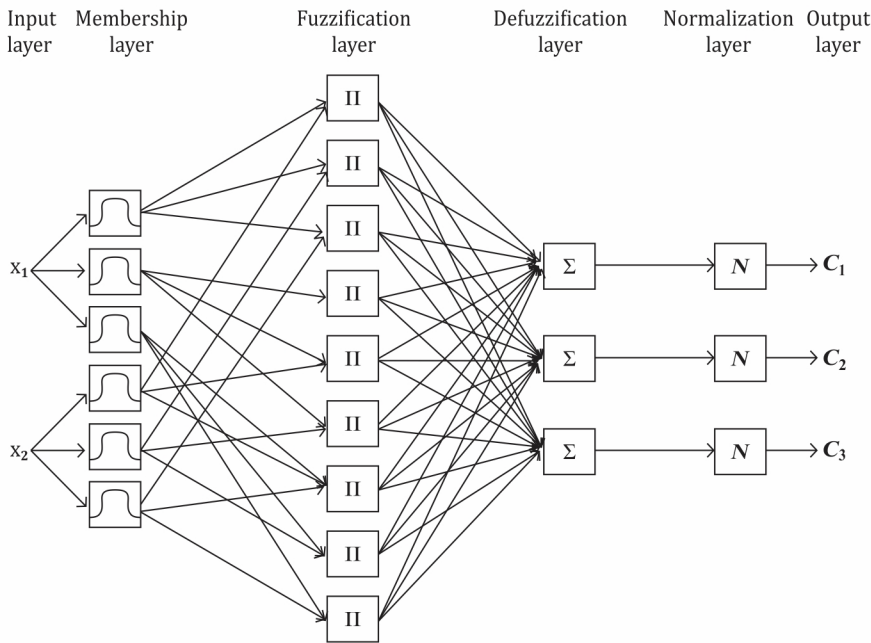 Input layer
Membership layer
Fuzzification layer
Defuzzification layer
Normalization layer
Output layer
x₁
x₂
Π
Π
Π
Π
Π
Π
Π
Π
Π
Σ
Σ
Σ
N
N
N
C₁
C₂
C₃